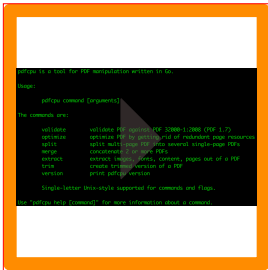 pdfcpu is a tool for PDF manipulation written in Go.
Usage:
pdfcpu command [arguments]
The commands are:
validate validate PDF against PDF 32000-1:2008 (PDF 1.7)
optimize optimize PDF by getting rid of redundant page resources
split split multi-page PDF into several single-page PDFs
merge concatenate 2 or more PDFs
extract extract images, fonts, content, pages out of a PDF
trim create trimmed version of a PDF
version print pdfcpu version
Single-letter Unix-style supported for commands and flags.
Use "pdfcpu help [command]" for more information about a command.